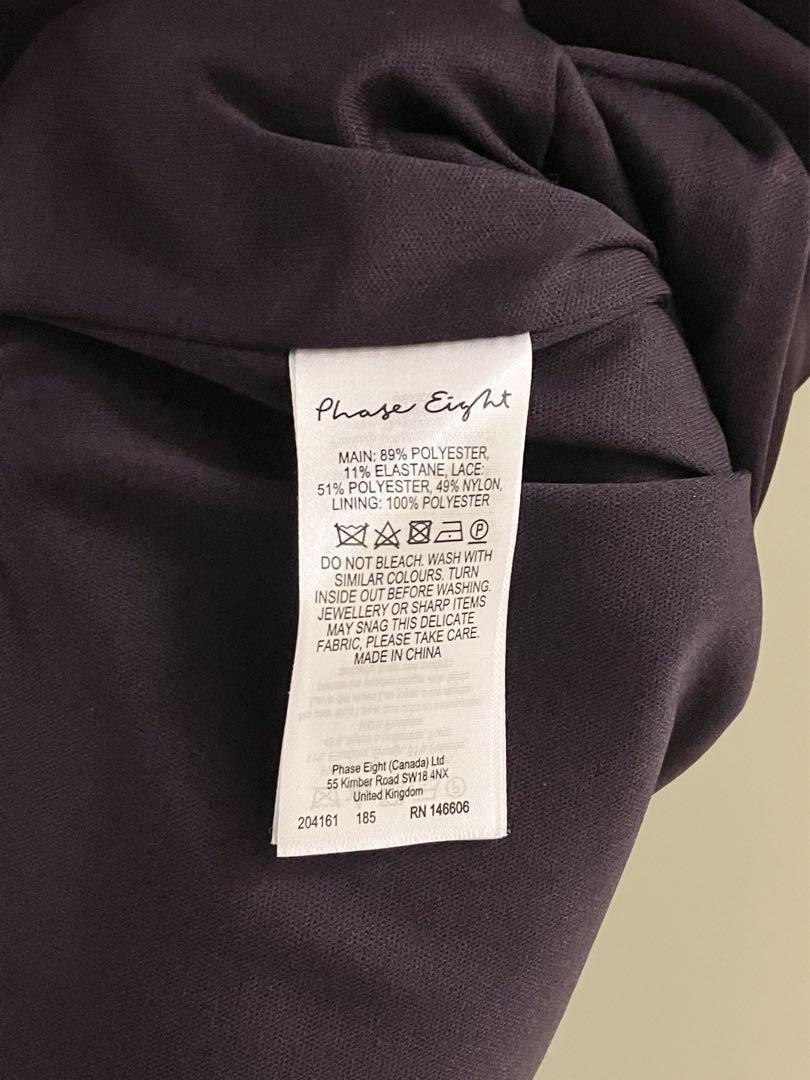 Phase Eight
MAIN: 89% POLYESTER,
11% ELASTANE, LACE:
51% POLYESTER, 49% NYLON,
LINING: 100% POLYESTER
P
DO NOT BLEACH. WASH WITH
SIMILAR COLOURS. TURN
INSIDE OUT BEFORE WASHING.
JEWELLERY OR SHARP ITEMS
MAY SNAG THIS DELICATE
FABRIC, PLEASE TAKE CARE.
MADE IN CHINA
Phase Eight (Canada) Ltd
55 Kimber Road SW18 4NX
United Kingdom
204161 185 RN 146606